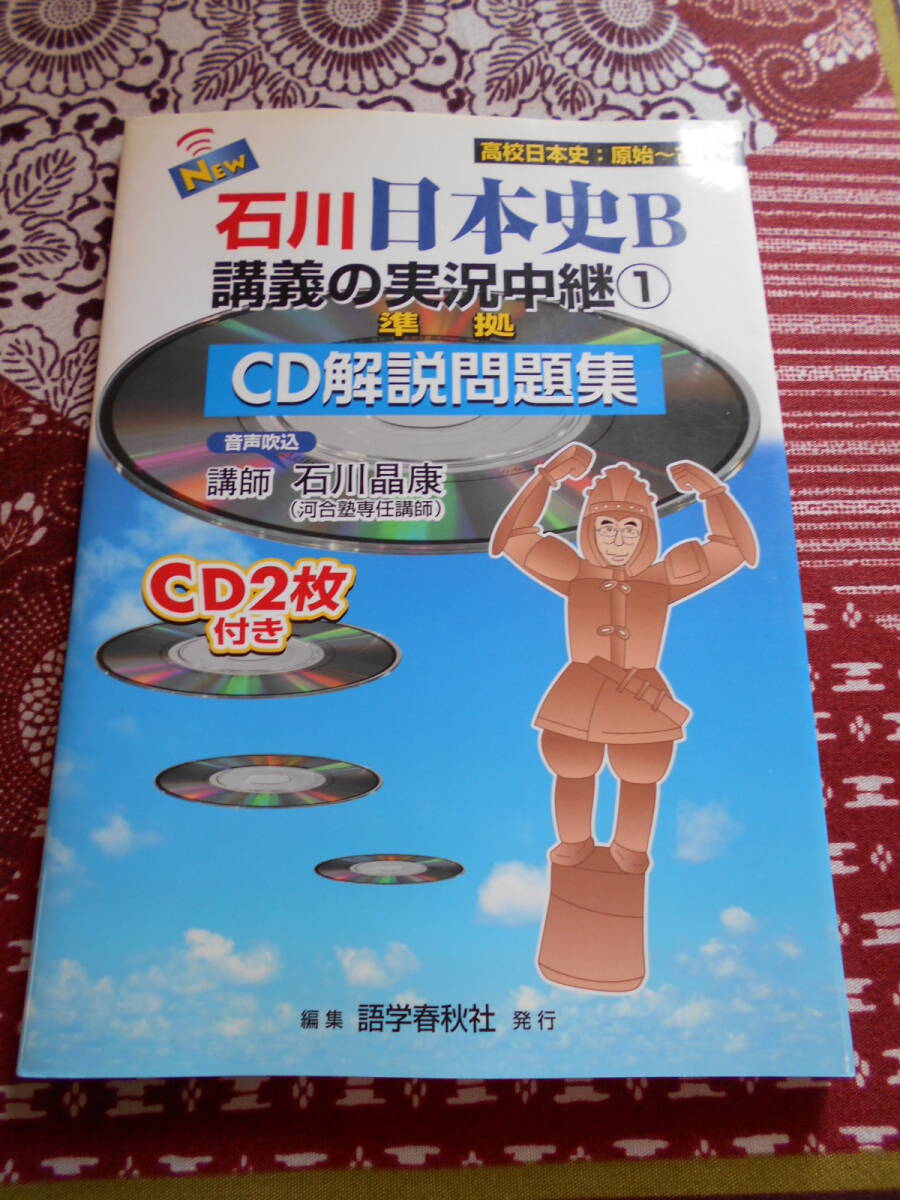 NEW
高校日本史:原始～
石川 日本史B
講義の実況中継①
準拠
CD解説問題集
音声吹込
講師 石川晶康
(河合塾専任講師)
CD2枚
付き
編集 語学春秋社 発行